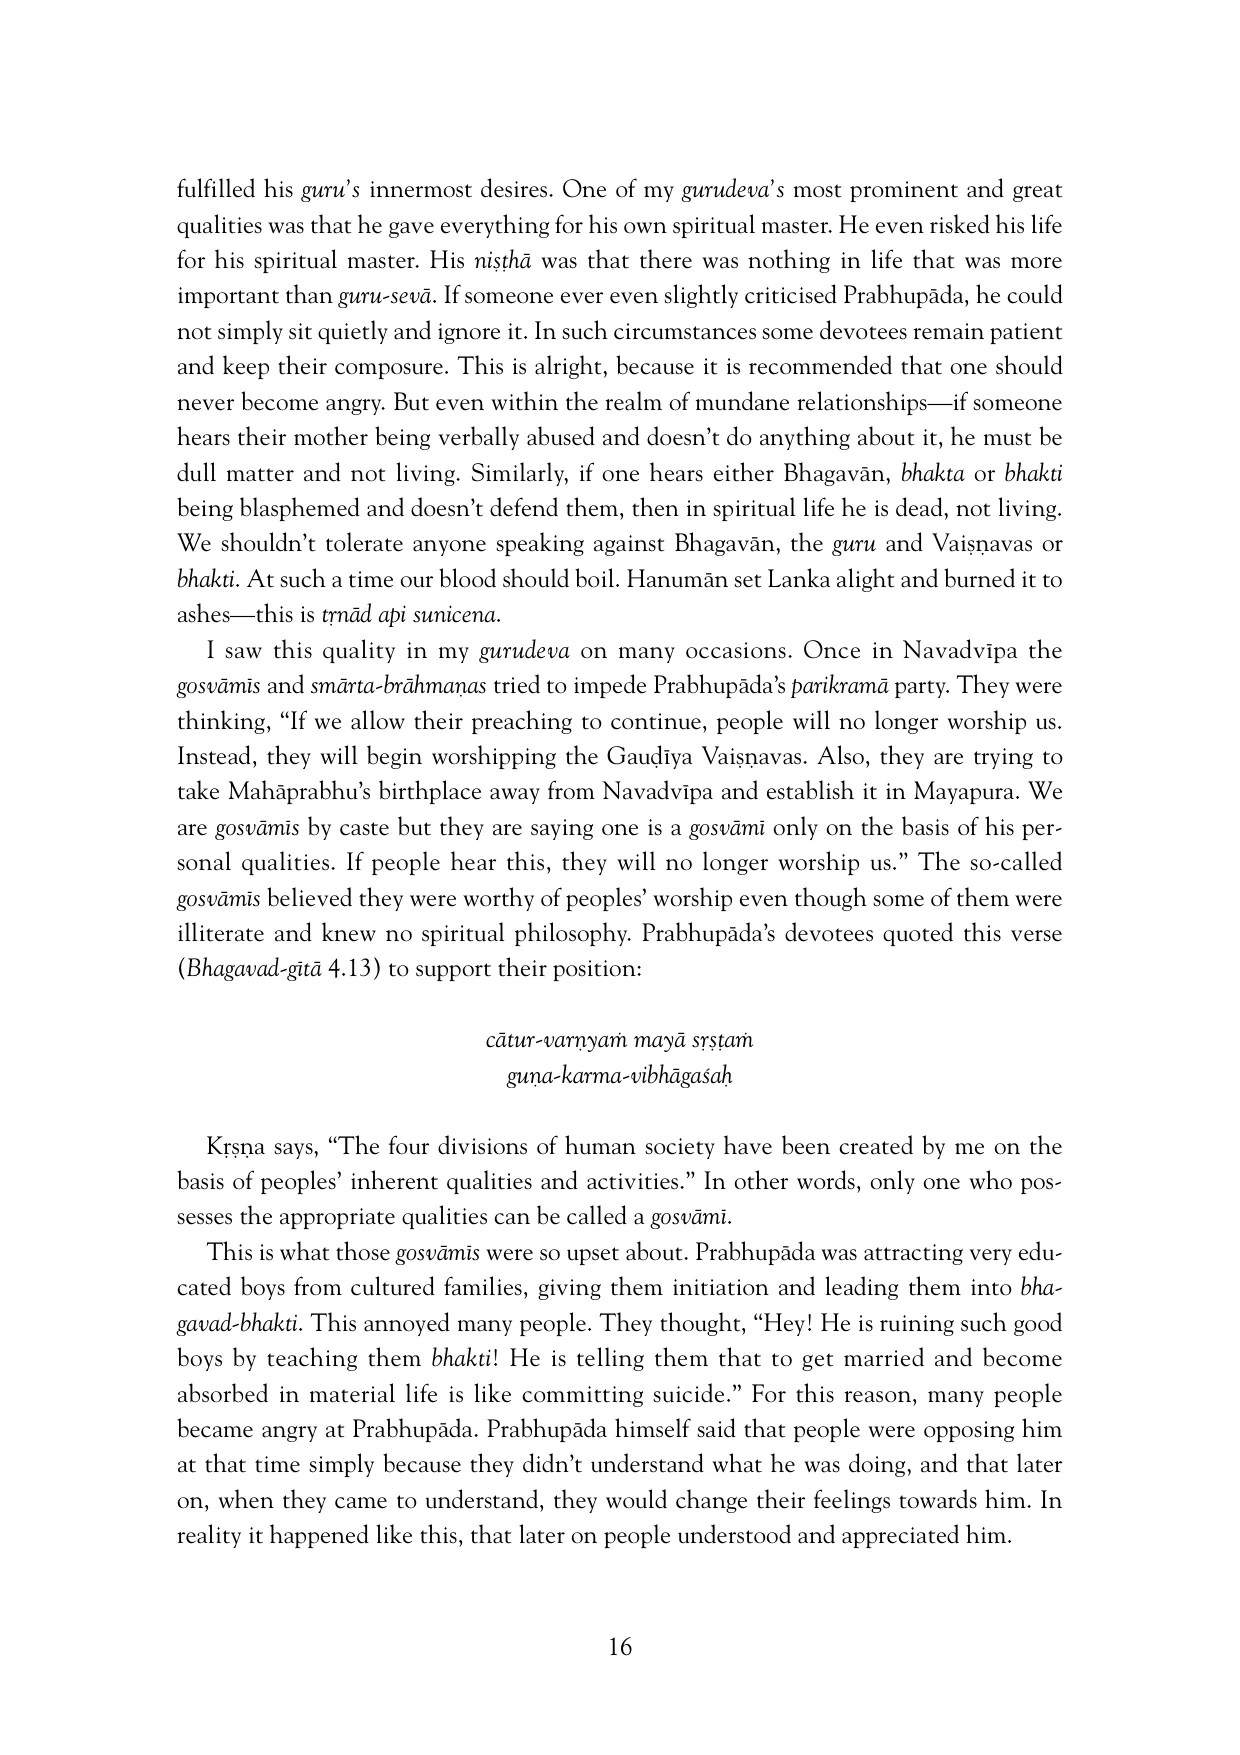 fulfilled his guru's innermost desires. One of my gurudeva's most prominent and great
qualities was that he gave everything for his own spiritual master. He even risked his life
for his spiritual master. His niṣṭhā was that there was nothing in life that was more
important than guru-sevā. If someone ever even slightly criticised Prabhupāda, he could
not simply sit quietly and ignore it. In such circumstances some devotees remain patient
and keep their composure. This is alright, because it is recommended that one should
never become angry. But even within the realm of mundane relationships—if someone
hears their mother being verbally abused and doesn't do anything about it, he must be
dull matter and not living. Similarly, if one hears either Bhagavān, bhakta or bhakti
being blasphemed and doesn't defend them, then in spiritual life he is dead, not living.
We shouldn't tolerate anyone speaking against Bhagavān, the guru and Vaiṣṇavas or
bhakti. At such a time our blood should boil. Hanumān set Lanka alight and burned it to
ashes—this is tṛnād api sunicena.
I saw this quality in my gurudeva on many occasions. Once in Navadvīpa the
gosvāmīs and smārta-brāhmaṇas tried to impede Prabhupāda's parikramā party. They were
thinking, “If we allow their preaching to continue, people will no longer worship us.
Instead, they will begin worshipping the Gauḍīya Vaiṣṇavas. Also, they are trying to
take Mahāprabhu's birthplace away from Navadvīpa and establish it in Mayapura. We
are gosvāmīs by caste but they are saying one is a gosvāmī only on the basis of his per-
sonal qualities. If people hear this, they will no longer worship us.” The so-called
gosvāmīs believed they were worthy of peoples' worship even though some of them were
illiterate and knew no spiritual philosophy. Prabhupāda's devotees quoted this verse
(Bhagavad-gītā 4.13) to support their position:
cātur-varṇyaṁ mayā sṛṣṭaṁ
guṇa-karma-vibhāgaśaḥ
Kṛṣṇa says, “The four divisions of human society have been created by me on the
basis of peoples' inherent qualities and activities.” In other words, only one who pos-
sesses the appropriate qualities can be called a gosvāmī.
This is what those gosvāmīs were so upset about. Prabhupāda was attracting very edu-
cated boys from cultured families, giving them initiation and leading them into bha-
gavad-bhakti. This annoyed many people. They thought, “Hey! He is ruining such good
boys by teaching them bhakti! He is telling them that to get married and become
absorbed in material life is like committing suicide.” For this reason, many people
became angry at Prabhupāda. Prabhupāda himself said that people were opposing him
at that time simply because they didn't understand what he was doing, and that later
on, when they came to understand, they would change their feelings towards him. In
reality it happened like this, that later on people understood and appreciated him.
16